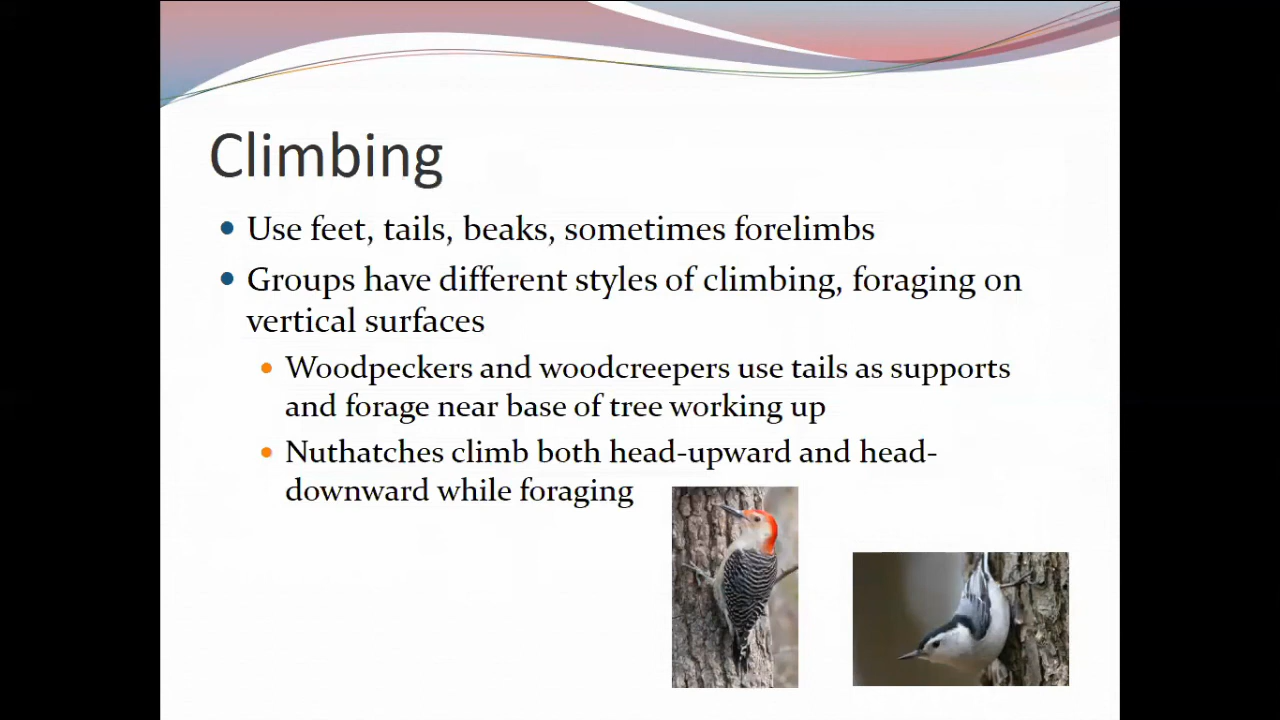 Climbing
Use feet, tails, beaks, sometimes forelimbs
Groups have different styles of climbing, foraging on
vertical surfaces
Woodpeckers and woodcreepers use tails as supports
and forage near base of tree working up
Nuthatches climb both head-upward and head-
downward while foraging